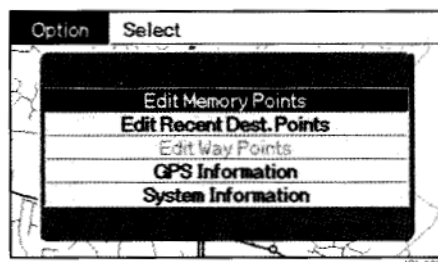 Option Select
Edit Memory Points
Edit Recent Dest. Points
Edit Way Points
GPS Information
System Information